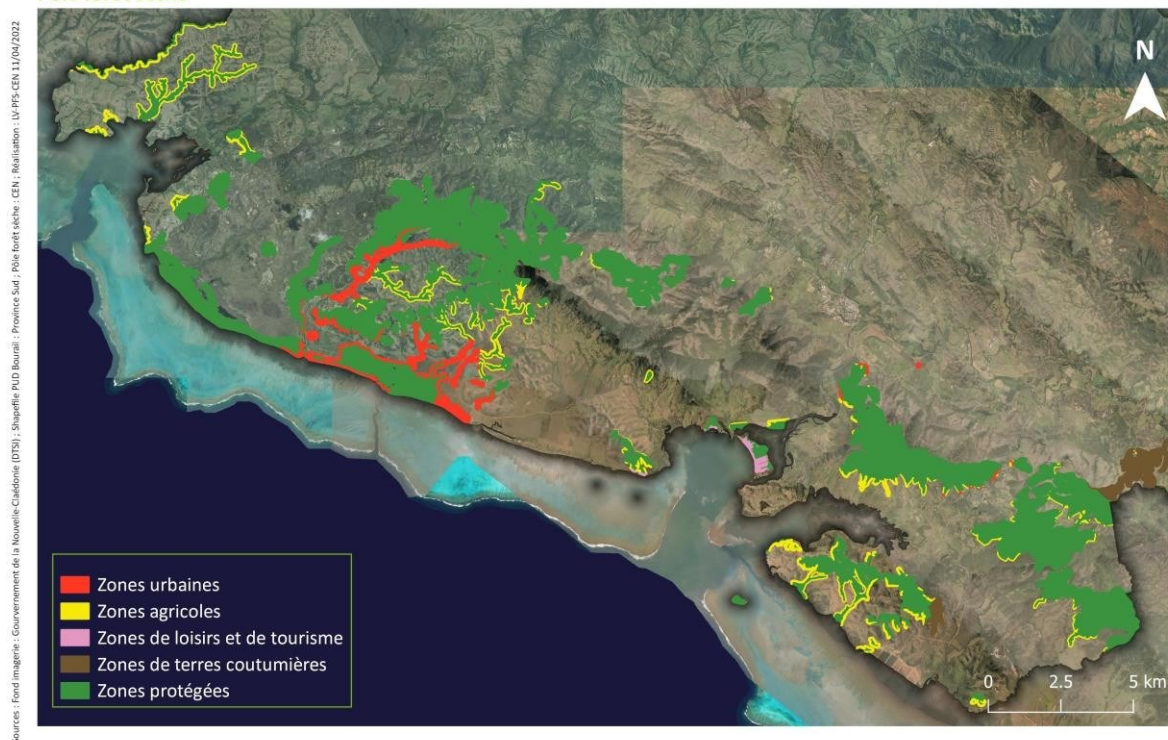 Sources : Fond imagerie : Gourvernement de la Nouvelle-Claédonie (DTSI) ; Shapefile PUD Bourail : Province Sud ; Pôle forêt sèche : CEN ; Réalisation : LV-PFS-CEN 11/04/2022
N
Zones urbaines
Zones agricoles
Zones de loisirs et de tourisme
Zones de terres coutumières
Zones protégées
0 2.5 5 km